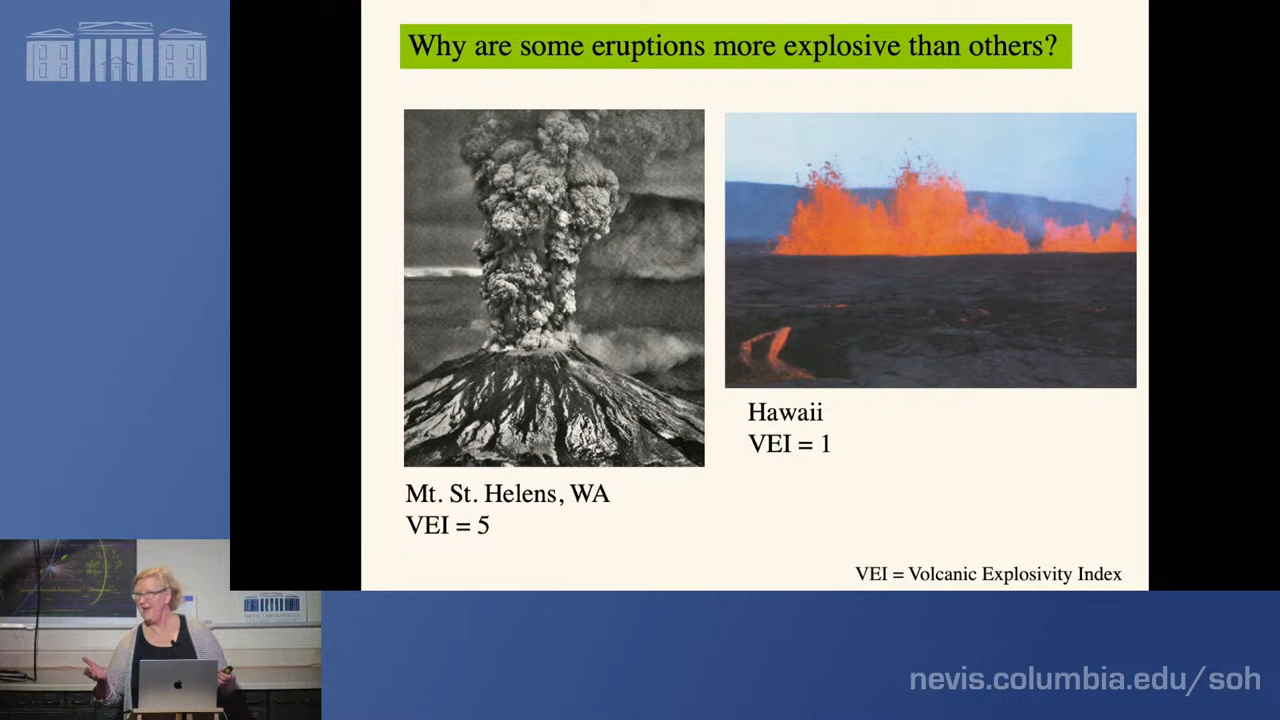 Why are some eruptions more explosive than others?
Hawaii
VEI = 1
Mt. St. Helens, WA
VEI = 5
VEI = Volcanic Explosivity Index
nevis.columbia.edu/soh